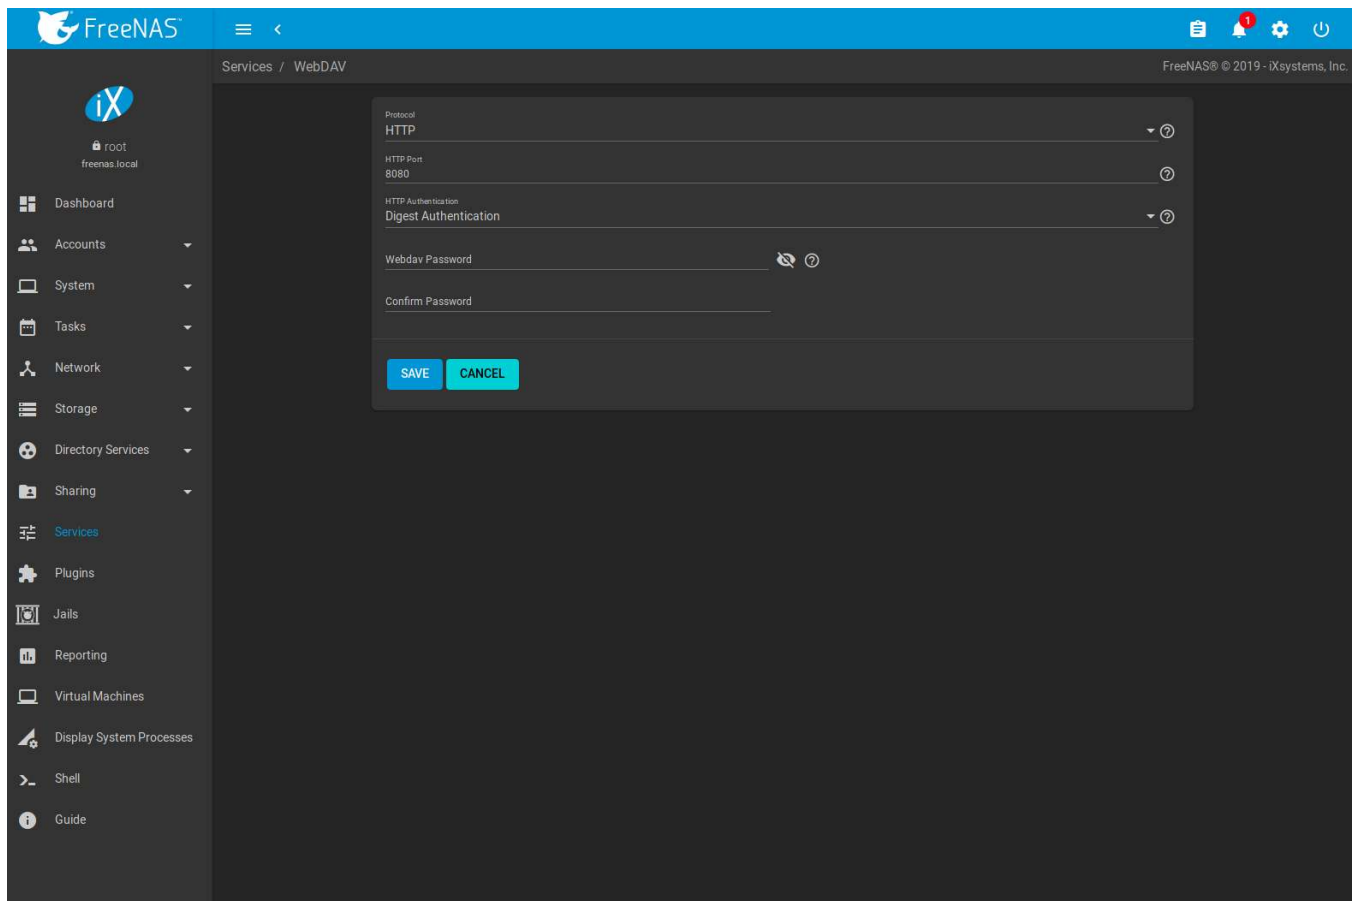 FreeNAS
1
Services / WebDAV
FreeNAS® © 2019 - iXsystems, Inc.
iX
root
freenas.local
Dashboard
Accounts
System
Tasks
Network
Storage
Directory Services
Sharing
Services
Plugins
Jails
Reporting
Virtual Machines
Display System Processes
Shell
Guide
Protocol
HTTP
HTTP Port
8080
HTTP Authentication
Digest Authentication
Webdav Password
Confirm Password
SAVE CANCEL